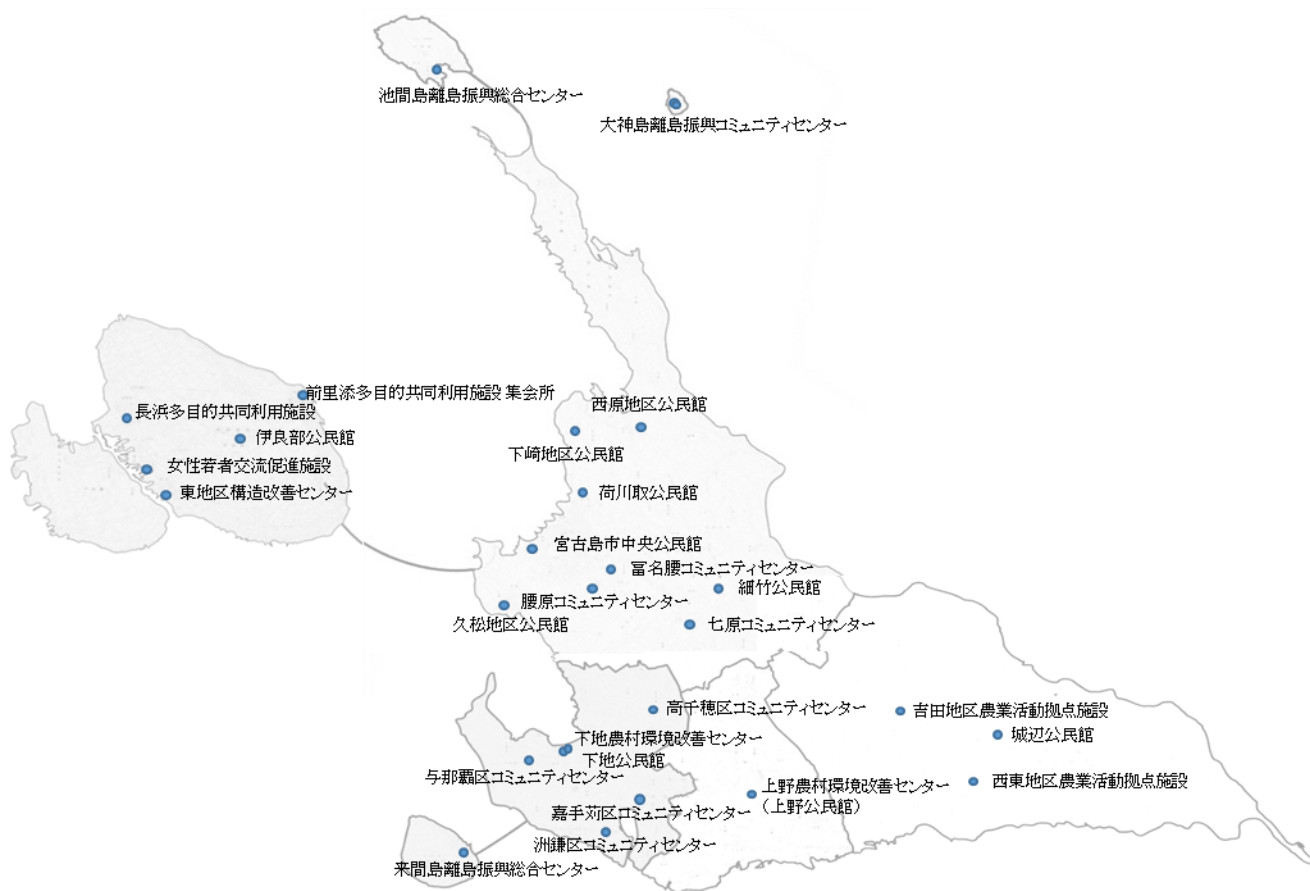 池間島離島振興総合センター
大神島離島振興コミュニティセンター
前里添多目的共同利用施設 集会所
長浜多目的共同利用施設
伊良部公民館
女性若者交流促進施設
東地区構造改善センター
西原地区公民館
下崎地区公民館
荷川取公民館
宮古島市中央公民館
冨名腰コミュニティセンター
腰原コミュニティセンター
細竹公民館
久松地区公民館
七原コミュニティセンター
高千穂区コミュニティセンター
吉田地区農業活動拠点施設
下地農村環境改善センター
城辺公民館
下地公民館
与那覇区コミュニティセンター
西東地区農業活動拠点施設
上野農村環境改善センター
（上野公民館）
嘉手苅区コミュニティセンター
洲鎌区コミュニティセンター
来間島離島振興総合センター